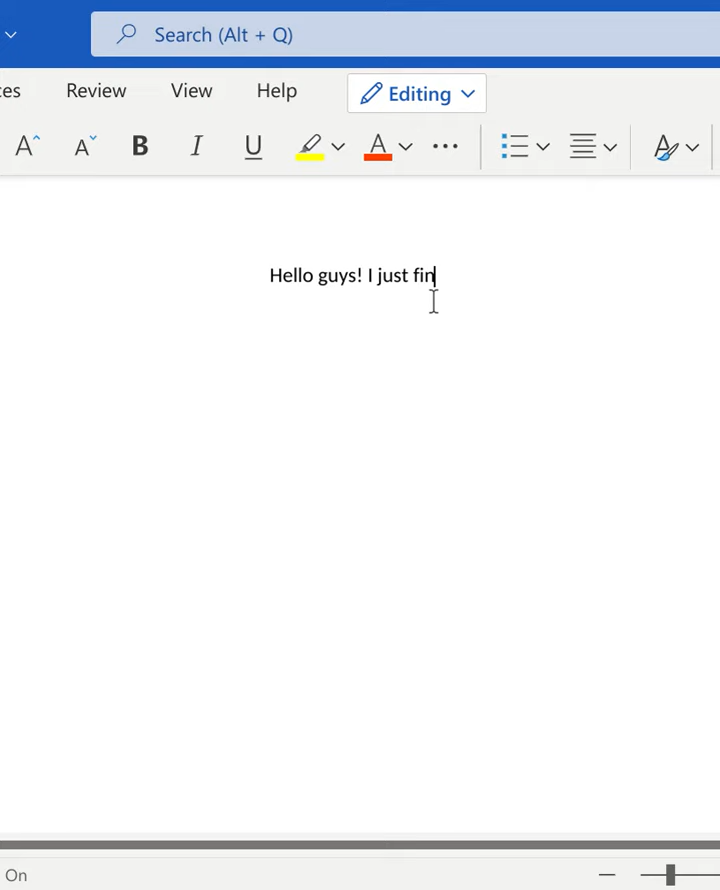 Search (Alt + Q)
ces Review View Help Editing
A A B I U A A
Hello guys! I just fin
On